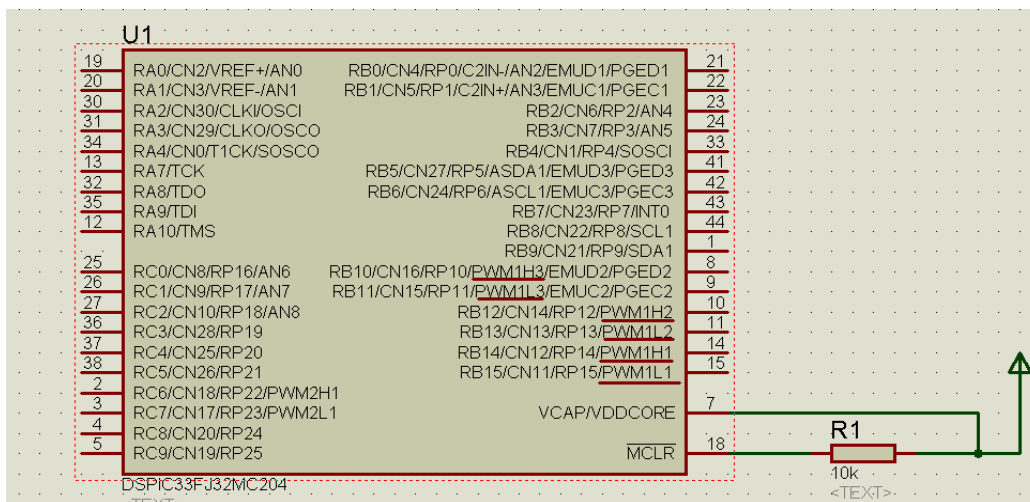 U1
19 RA0/CN2/VREF+/AN0 RB0/CN4/RP0/C2IN-/AN2/EMUD1/PGED1 21
20 RA1/CN3/VREF-/AN1 RB1/CN5/RP1/C2IN+/AN3/EMUC1/PGEC1 22
30 RA2/CN30/CLKI/OSCI RB2/CN6/RP2/AN4 23
31 RA3/CN29/CLKO/OSCO RB3/CN7/RP3/AN5 24
34 RA4/CN0/T1CK/SOSCO RB4/CN1/RP4/SOSCI 33
13 RA7/TCK RB5/CN27/RP5/ASDA1/EMUD3/PGED3 41
32 RA8/TDO RB6/CN24/RP6/ASCL1/EMUC3/PGEC3 42
35 RA9/TDI RB7/CN23/RP7/INT0 43
12 RA10/TMS RB8/CN22/RP8/SCL1 44
RB9/CN21/RP9/SDA1 1
25 RC0/CN8/RP16/AN6 RB10/CN16/RP10/PWM1H3/EMUD2/PGED2 8
26 RC1/CN9/RP17/AN7 RB11/CN15/RP11/PWM1L3/EMUC2/PGEC2 9
27 RC2/CN10/RP18/AN8 RB12/CN14/RP12/PWM1H2 10
36 RC3/CN28/RP19 RB13/CN13/RP13/PWM1L2 11
37 RC4/CN25/RP20 RB14/CN12/RP14/PWM1H1 14
38 RC5/CN26/RP21 RB15/CN11/RP15/PWM1L1 15
2 RC6/CN18/RP22/PWM2H1
3 RC7/CN17/RP23/PWM2L1 VCAP/VDDCORE 7
4 RC8/CN20/RP24
5 RC9/CN19/RP25 MCLR 18
R1
10k
<TEXT>
DSPIC33FJ32MC204
<TEXT>